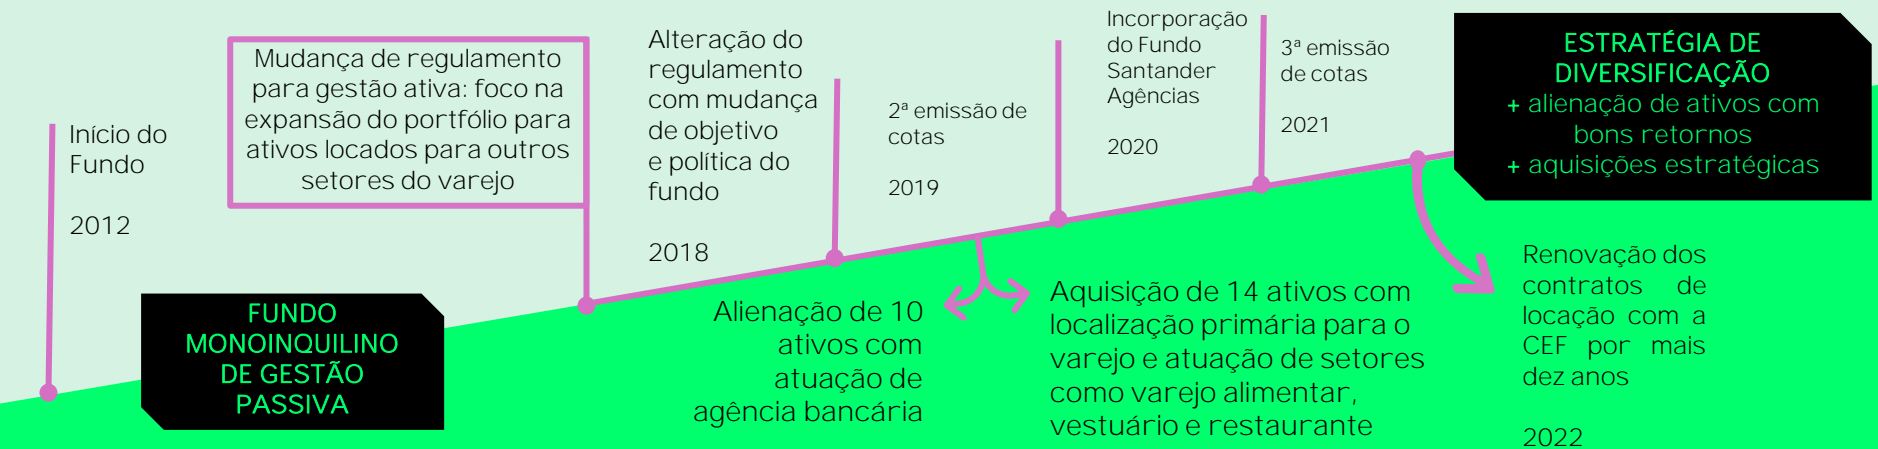 Início do
Fundo
2012
FUNDO
MONOINQUILINO
DE GESTÃO
PASSIVA
Mudança de regulamento
para gestão ativa: foco na
expansão do portfólio para
ativos locados para outros
setores do varejo
Alteração do
regulamento
com mudança
de objetivo
e política do
fundo
2018
2ª emissão de
cotas
2019
Alienação de 10
ativos com
atuação de
agência bancária
Aquisição de 14 ativos com
localização primária para o
varejo e atuação de setores
como varejo alimentar,
vestuário e restaurante
Incorporação
do Fundo
Santander
Agências
2020
3ª emissão
de cotas
2021
ESTRATÉGIA DE
DIVERSIFICAÇÃO
+ alienação de ativos com
bons retornos
+ aquisições estratégicas
Renovação dos
contratos de
locação com a
CEF por mais
dez anos
2022